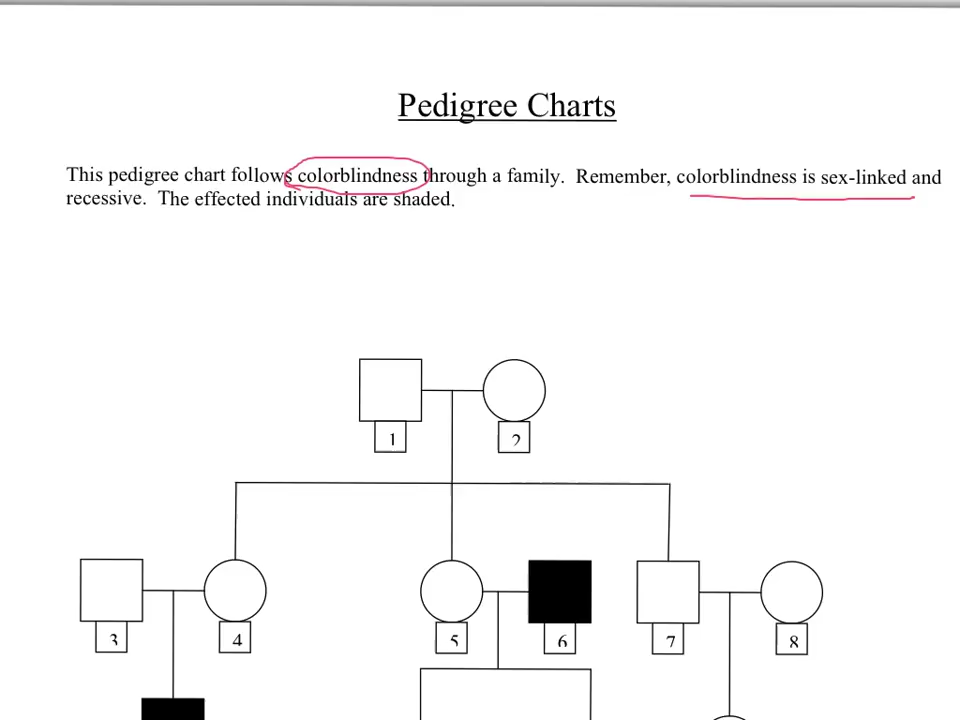 Pedigree Charts
This pedigree chart follows colorblindness through a family. Remember, colorblindness is sex-linked and
recessive. The effected individuals are shaded.
1 2
3 4 5 6 7 8